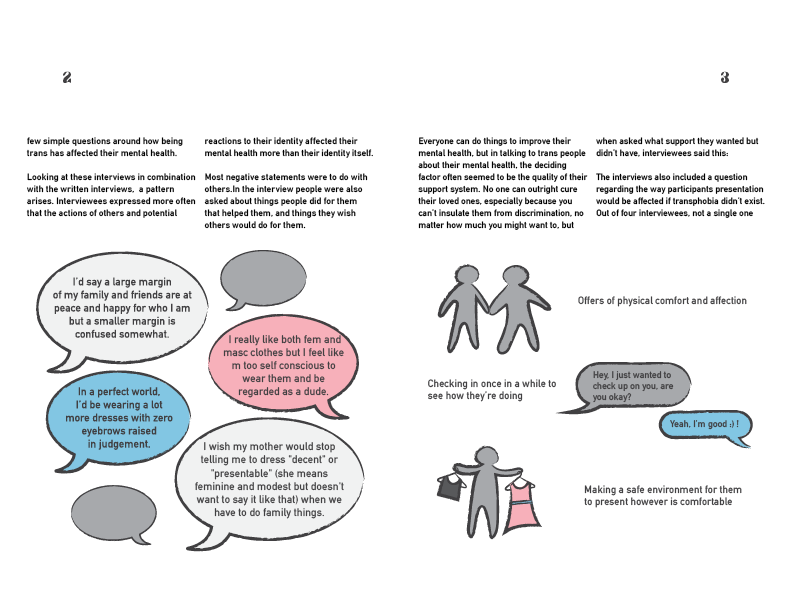 2
few simple questions around how being
trans has affected their mental health.
Looking at these interviews in combination
with the written interviews,  a pattern
arises. Interviewees expressed more often
that the actions of others and potential
reactions to their identity affected their
mental health more than their identity itself.
Most negative statements were to do with
others.In the interview people were also
asked about things people did for them
that helped them, and things they wish
others would do for them.
I'd say a large margin
of my family and friends are at
peace and happy for who I am
but a smaller margin is
confused somewhat.
I really like both fem and
masc clothes but I feel like
m too self conscious to
wear them and be
regarded as a dude.
In a perfect world,
I'd be wearing a lot
more dresses with zero
eyebrows raised
in judgement.
I wish my mother would stop
telling me to dress "decent" or
"presentable" (she means
feminine and modest but doesn't
want to say it like that) when we
have to do family things.
3
Everyone can do things to improve their
mental health, but in talking to trans people
about their mental health, the deciding
factor often seemed to be the quality of their
support system. No one can outright cure
their loved ones, especially because you
can't insulate them from discrimination, no
matter how much you might want to, but
when asked what support they wanted but
didn't have, interviewees said this:
The interviews also included a question
regarding the way participants presentation
would be affected if transphobia didn't exist.
Out of four interviewees, not a single one
Offers of physical comfort and affection
Checking in once in a while to
see how they're doing
Hey, I just wanted to
check up on you, are
you okay?
Yeah, I'm good :) !
Making a safe environment for them
to present however is comfortable